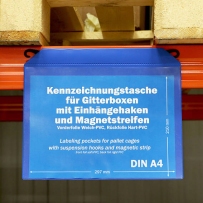 Kennzeichnungstasche
für Gitterboxen
mit Einhängehaken
und Magnetstreifen
Vorderfolie Weich-PVC, Rückfolie Hart-PVC
Labeling pockets for pallet cages
with suspension hooks and magnetic strip
DIN A4
297 mm